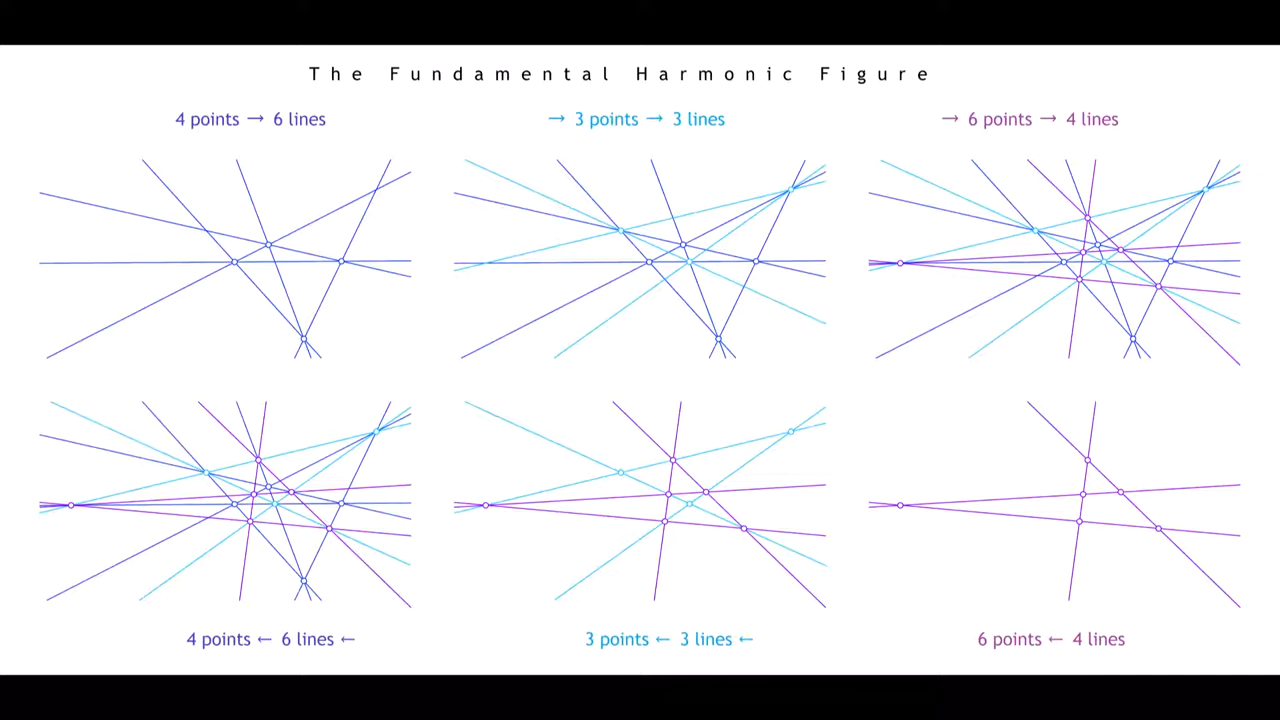 The Fundamental Harmonic Figure
4 points → 6 lines
→ 3 points → 3 lines
→ 6 points → 4 lines
4 points ← 6 lines ←
3 points ← 3 lines ←
6 points ← 4 lines